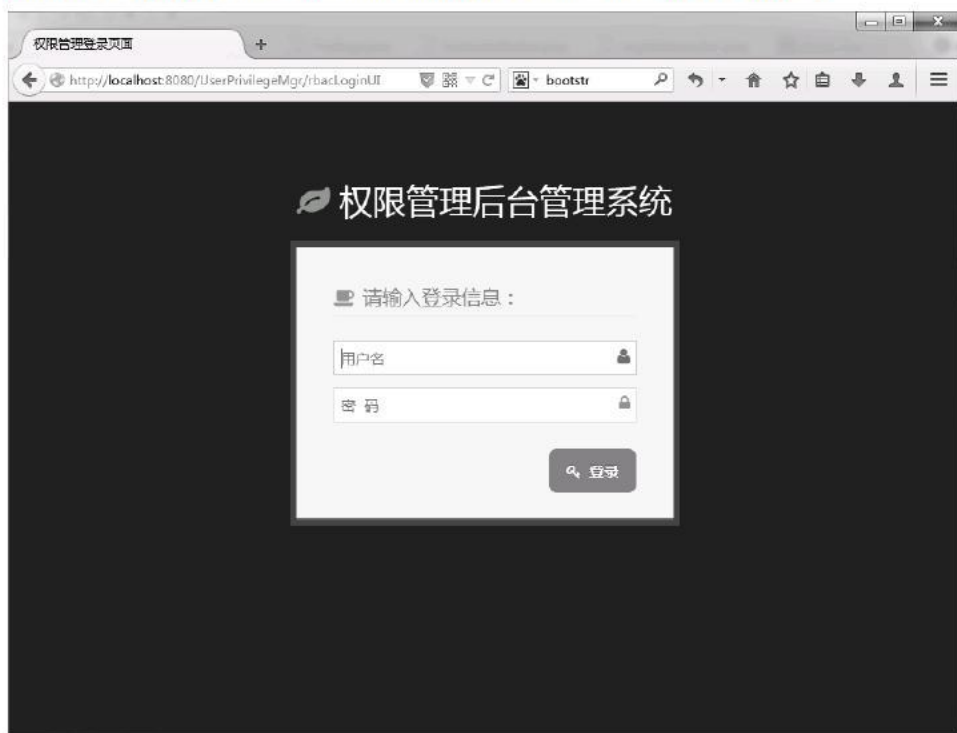 权限管理登录页面
http://localhost:8080/UserPrivilegeMgr/rbacLoginUI
bootstr
权限管理后台管理系统
请输入登录信息：
用户名
密 码
登录